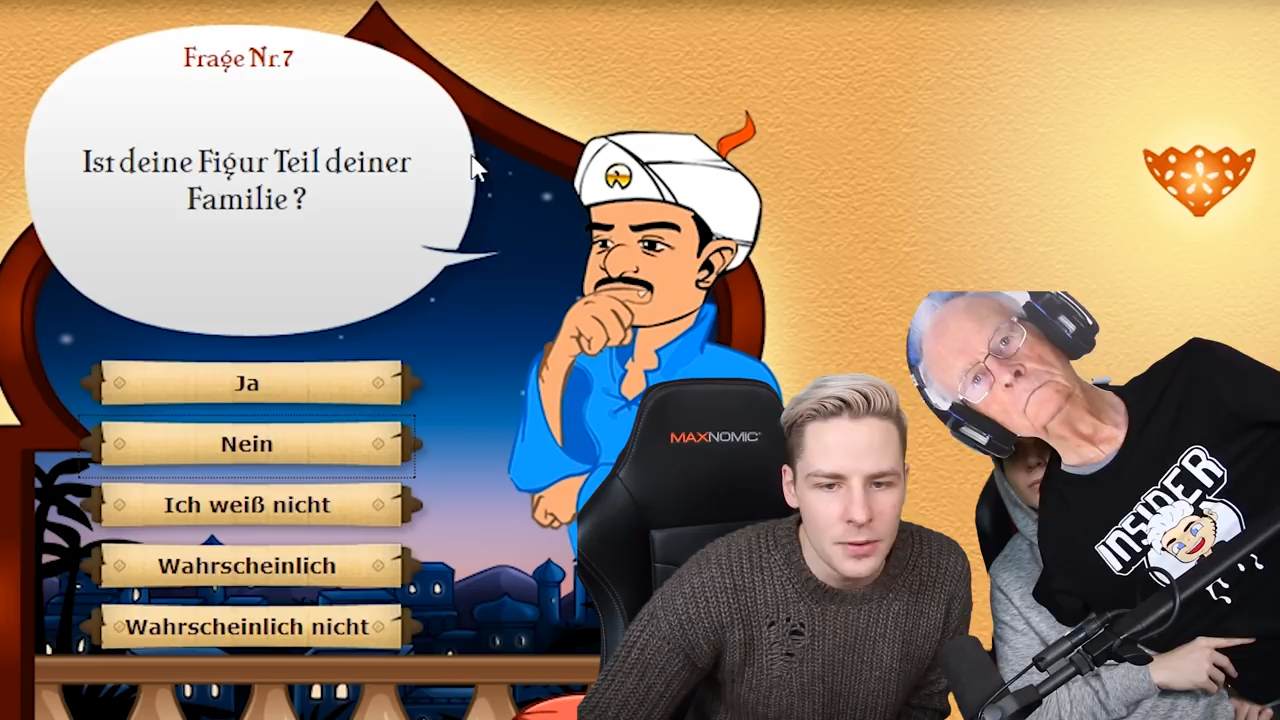 Frage Nr.7
Ist deine Figur Teil deiner
Familie ?
Ja
Nein
Ich weiß nicht
Wahrscheinlich
Wahrscheinlich nicht
MAXNOMIC
INSIDER